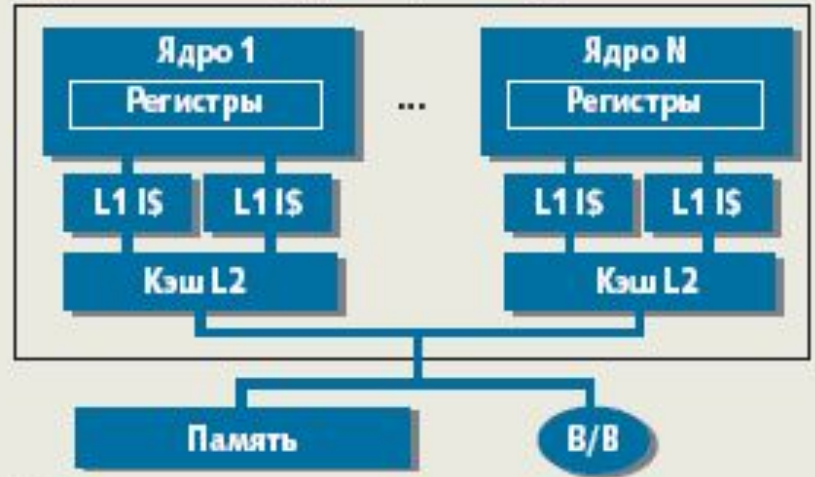 Ядро 1
Регистры
L1 I$ L1 I$
Кэш L2
...
Ядро N
Регистры
L1 I$ L1 I$
Кэш L2
Память
В/В